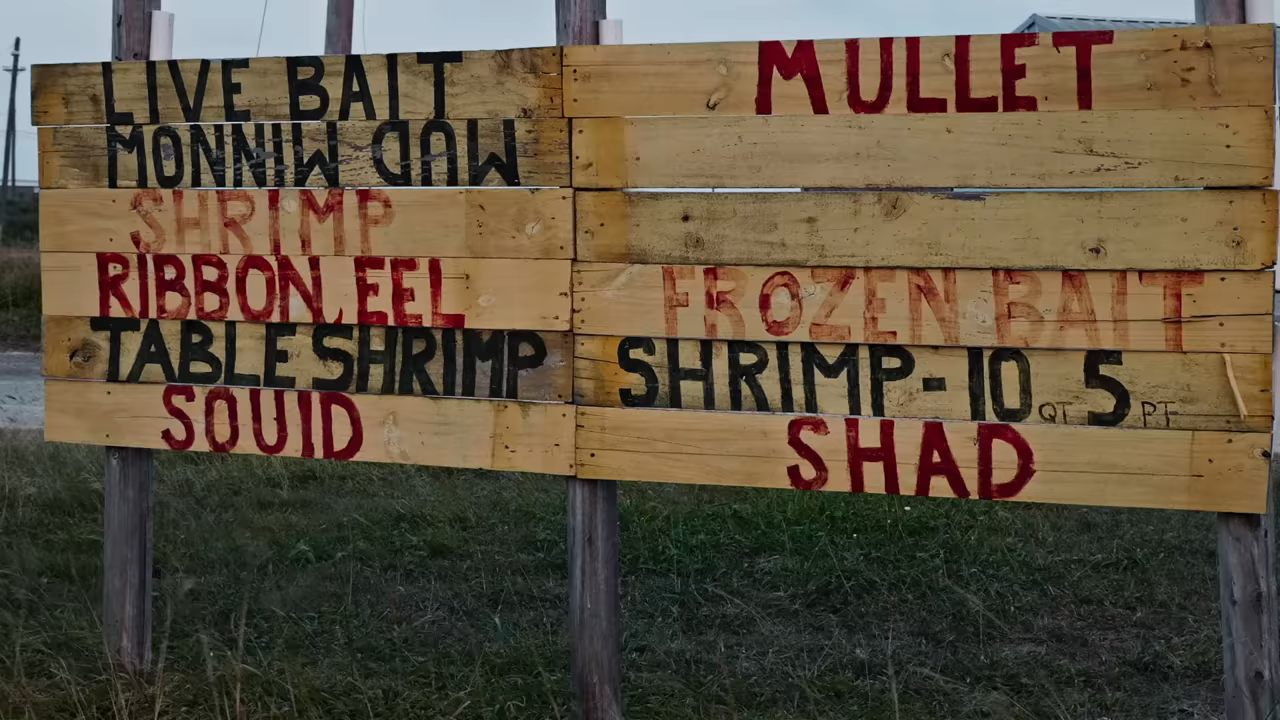 LIVE BAIT
MUD MINNOW
SHRIMP
RIBBON EEL
TABLE SHRIMP
SQUID
MULLET
FROZEN BAIT
SHRIMP-10 QT 5 PT
SHAD